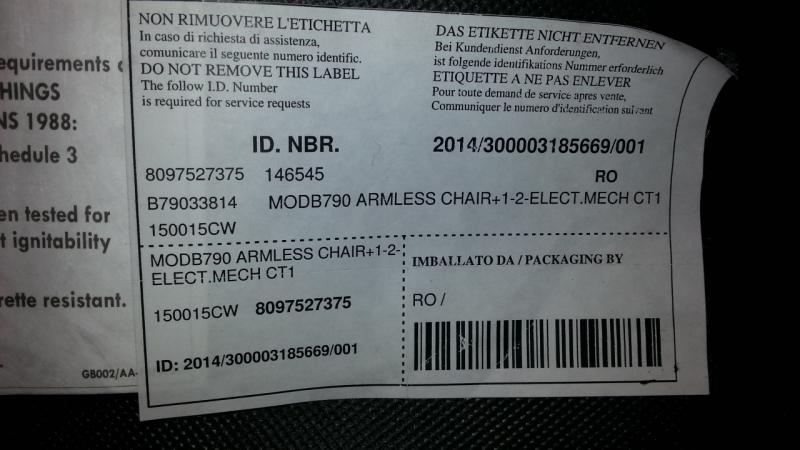 equirements
HINGS
NS 1988:
hedule 3
en tested for
t ignitability
rette resistant.
GB002/AA-
NON RIMUOVERE L'ETICHETTA
In caso di richiesta di assistenza,
comunicare il seguente numero identific.
DO NOT REMOVE THIS LABEL
The follow I.D. Number
is required for service requests
DAS ETIKETTE NICHT ENTFERNEN
Bei Kundendienst Anforderungen,
ist folgende identifikations Nummer erforderlich
ETIQUETTE A NE PAS ENLEVER
Pour toute demand de service apres vente,
Communiquer le numero d'identification suivant
ID. NBR. 2014/300003185669/001
8097527375 146545 RO
B79033814 MODB790 ARMLESS CHAIR+1-2-ELECT.MECH CT1
150015CW
MODB790 ARMLESS CHAIR+1-2-
ELECT.MECH CT1
150015CW 8097527375
ID: 2014/300003185669/001
IMBALLATO DA / PACKAGING BY
RO /